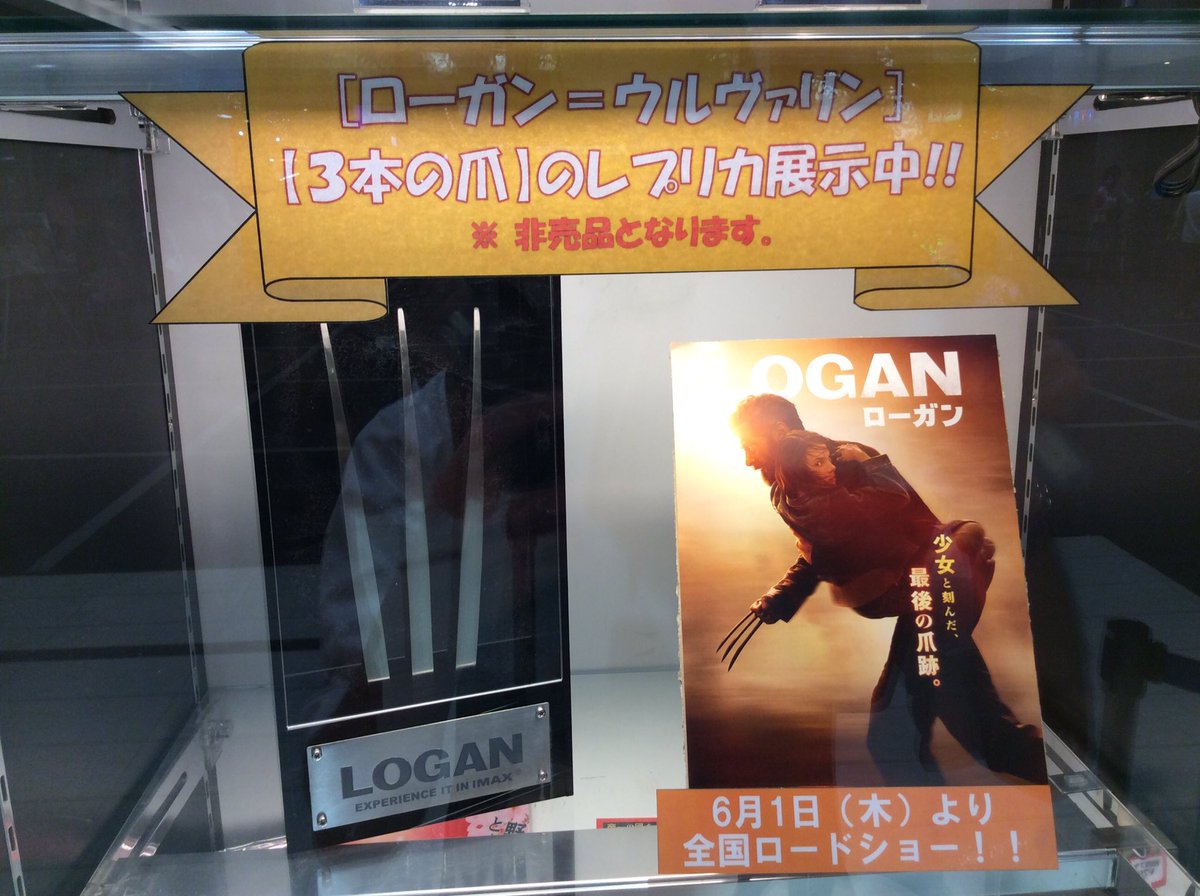 [ローガン=ウルヴァリン]
【3本の爪】のレプリカ展示中!!
※ 非売品となります。
LOGAN
ローガン
少女と刻んだ、
最後の爪跡。
LOGAN
EXPERIENCE IT IN IMAX®
6月1日（木）より
全国ロードショー！！